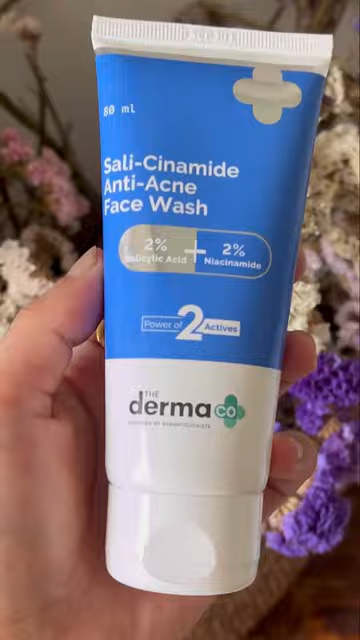 80 ml
Sali-Cinamide
Anti-Acne
Face Wash
2% + 2%
Salicylic Acid Niacinamide
Power of 2 Actives
THE
derma co